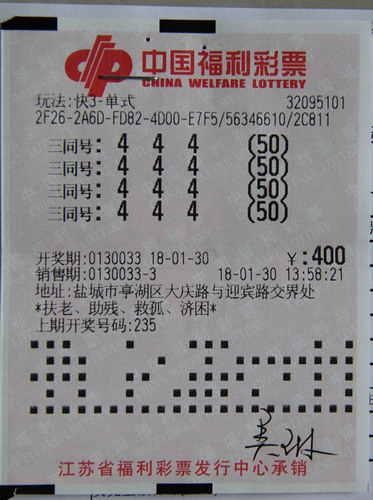 中国福利彩票
CHINA WELFARE LOTTERY
玩法:快3-单式 32095101
2F26-2A6D-FD82-4D00-E7F5/56346610/2C811
三同号: 4 4 4 (50)
三同号: 4 4 4 (50)
三同号: 4 4 4 (50)
三同号: 4 4 4 (50)
开奖期:0130033 18-01-30 ¥:400
销售期:0130033-3 18-01-30 13:58:21
地址:盐城市亭湖区大庆路与迎宾路交界处
*扶老、助残、救孤、济困*
上期开奖号码:235
江苏省福利彩票发行中心承销